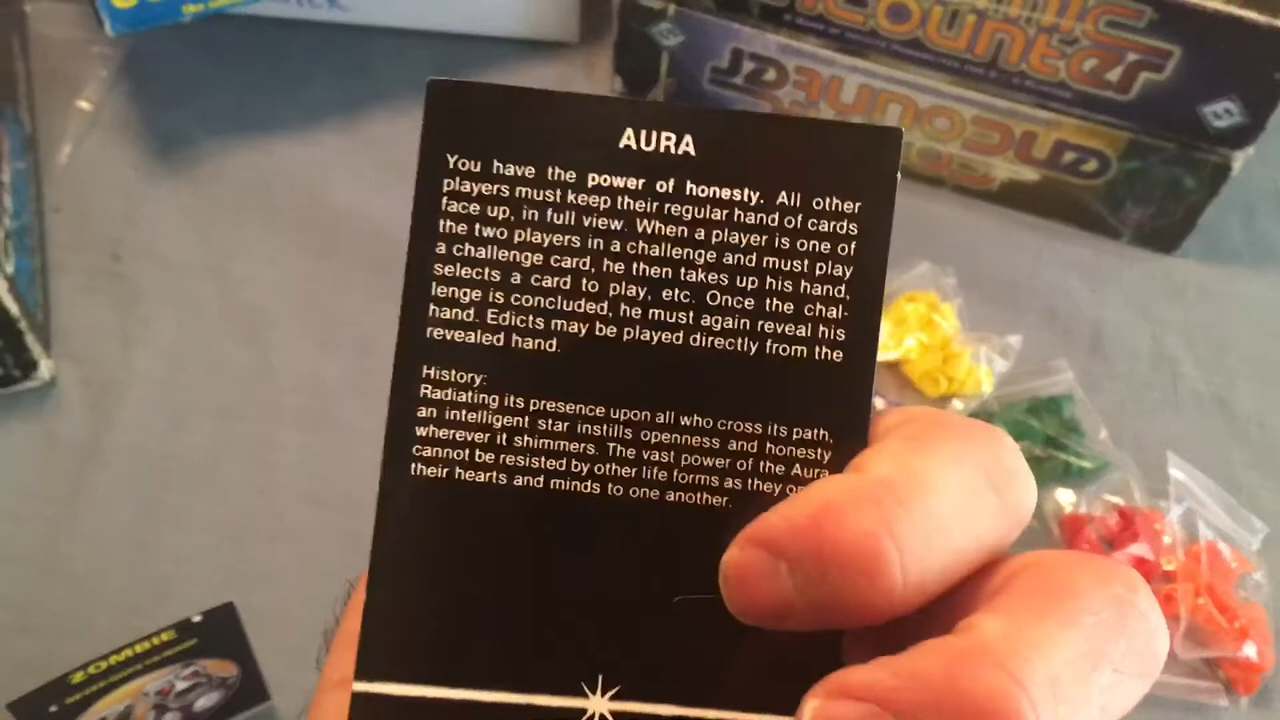 encounter
encounter
AURA
You have the power of honesty. All other
players must keep their regular hand of cards
face up, in full view. When a player is one of
the two players in a challenge and must play
a challenge card, he then takes up his hand,
selects a card to play, etc. Once the chal-
lenge is concluded, he must again reveal his
hand. Edicts may be played directly from the
revealed hand.
History:
Radiating its presence upon all who cross its path,
an intelligent star instills openness and honesty
wherever it shimmers. The vast power of the Aura
cannot be resisted by other life forms as they
their hearts and minds to one another.
ZOMBIE